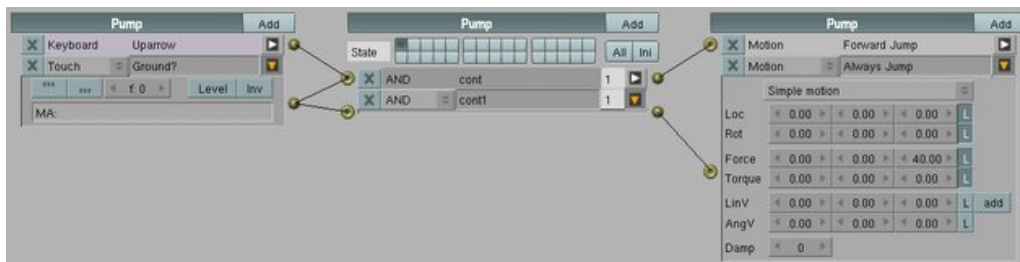 Pump Add
Keyboard Uparrow
Touch Ground?
f: 0 Level Inv
MA:
Pump Add
State All Ini
AND cont 1
AND cont1 1
Pump Add
Motion Forward Jump
Motion Always Jump
Simple motion
Loc 0.00 0.00 0.00 L
Rot 0.00 0.00 0.00 L
Force 0.00 0.00 40.00 L
Torque 0.00 0.00 0.00 L
LinV 0.00 0.00 0.00 L add
AngV 0.00 0.00 0.00 L
Damp 0